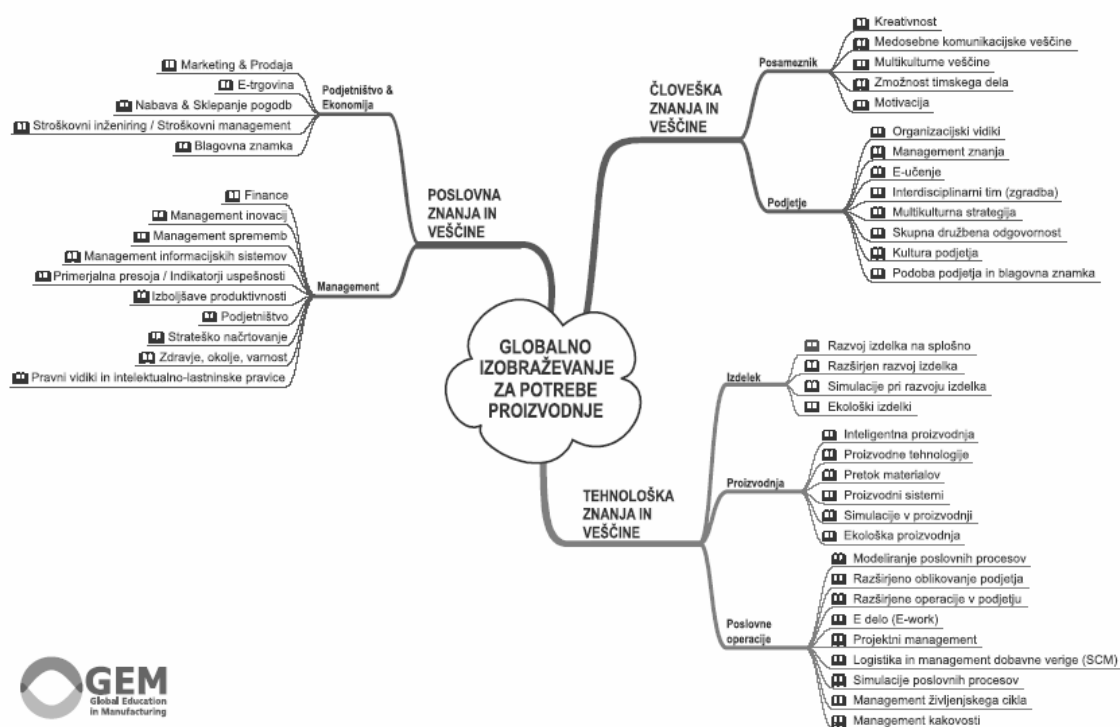 Marketing & Prodaja
E-trgovina
Nabava & Sklepanje pogodb
Stroškovni inženiring / Stroškovni management
Blagovna znamka
Podjetništvo &
Ekonomija
Finance
Management inovacij
Management sprememb
Management informacijskih sistemov
Primerjalna presoja / Indikatorji uspešnosti
Izboljšave produktivnosti
Podjetništvo
Strateško načrtovanje
Zdravje, okolje, varnost
Pravni vidiki in intelektualno-lastninske pravice
Management
POSLOVNA
ZNANJA IN
VEŠČINE
GLOBALNO
IZOBRAŽEVANJE
ZA POTREBE
PROIZVODNJE
ČLOVEŠKA
ZNANJA IN
VEŠČINE
Posameznik
Kreativnost
Medosebne komunikacijske veščine
Multikulturne veščine
Zmožnost timskega dela
Motivacija
Podjetje
Organizacijski vidiki
Management znanja
E-učenje
Interdisciplinarni tim (zgradba)
Multikulturna strategija
Skupna družbena odgovornost
Kultura podjetja
Podoba podjetja in blagovna znamka
TEHNOLOŠKA
ZNANJA IN
VEŠČINE
Izdelek
Razvoj izdelka na splošno
Razširjen razvoj izdelka
Simulacije pri razvoju izdelka
Ekološki izdelki
Proizvodnja
Inteligentna proizvodnja
Proizvodne tehnologije
Pretok materialov
Proizvodni sistemi
Simulacije v proizvodnji
Ekološka proizvodnja
Poslovne
operacije
Modeliranje poslovnih procesov
Razširjeno oblikovanje podjetja
Razširjene operacije v podjetju
E delo (E-work)
Projektni management
Logistika in management dobavne verige (SCM)
Simulacije poslovnih procesov
Management življenjskega cikla
Management kakovosti
GEM
Global Education
in Manufacturing